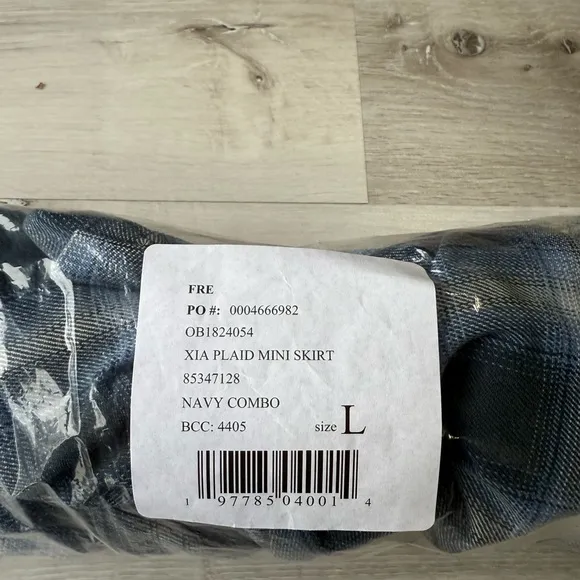 FRE
PO #: 0004666982
OB1824054
XIA PLAID MINI SKIRT
85347128
NAVY COMBO
BCC: 4405 size L
1 97785 04001 4